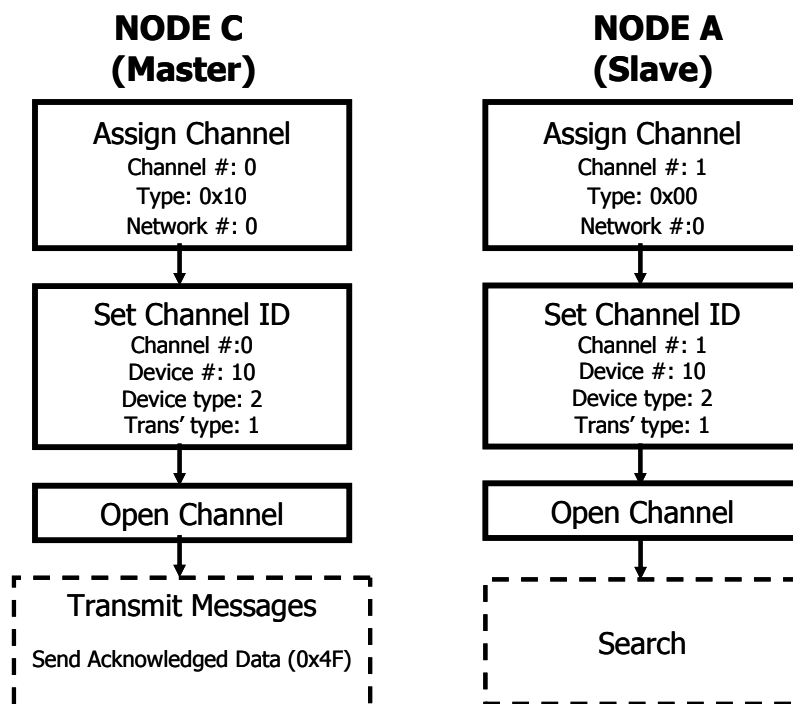 NODE C
(Master)
Assign Channel
Channel #: 0
Type: 0x10
Network #: 0
Set Channel ID
Channel #:0
Device #: 10
Device type: 2
Trans’ type: 1
Open Channel
Transmit Messages
Send Acknowledged Data (0x4F)
NODE A
(Slave)
Assign Channel
Channel #: 1
Type: 0x00
Network #:0
Set Channel ID
Channel #: 1
Device #: 10
Device type: 2
Trans’ type: 1
Open Channel
Search